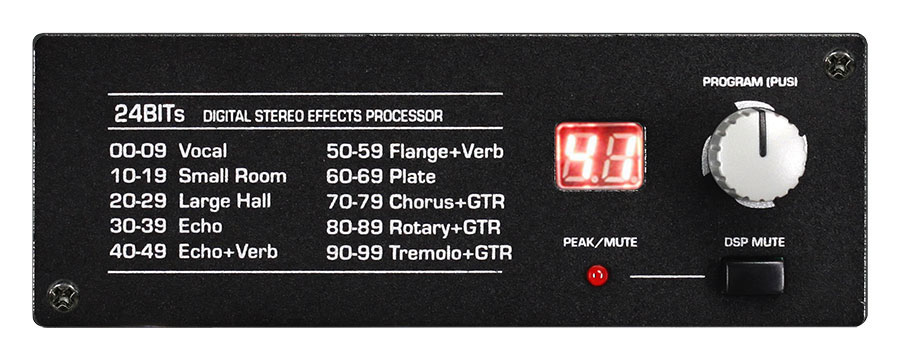 PROGRAM (PUS
24BITs DIGITAL STEREO EFFECTS PROCESSOR
00-09 Vocal
10-19 Small Room
20-29 Large Hall
30-39 Echo
40-49 Echo+Verb
50-59 Flange+Verb
60-69 Plate
70-79 Chorus+GTR
80-89 Rotary+GTR
90-99 Tremolo+GTR
PEAK/MUTE
DSP MUTE